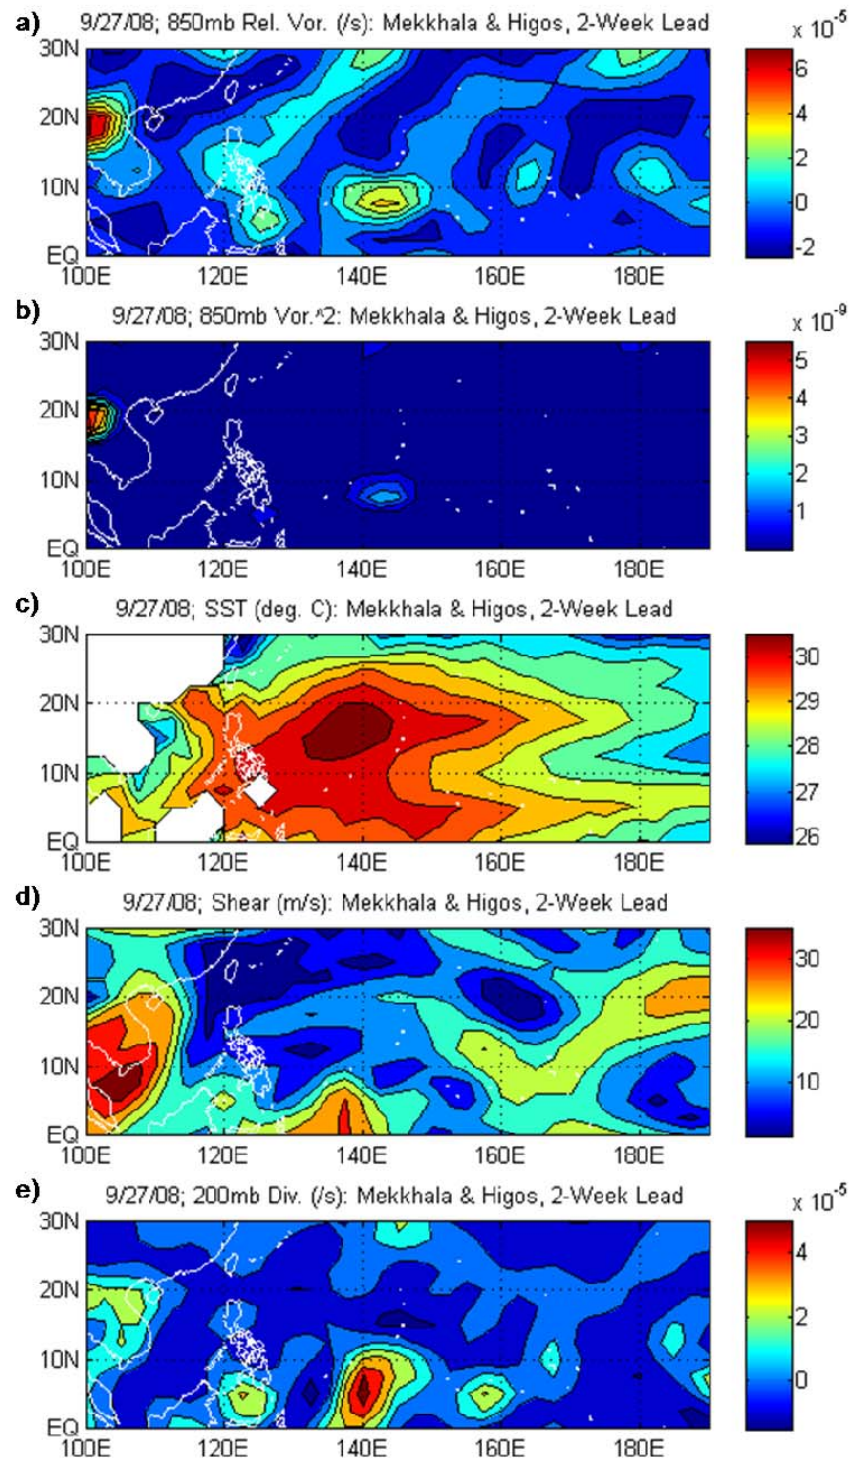 a) 9/27/08; 850mb Rel. Vor. (/s): Mekkhala & Higos, 2-Week Lead x 10^-5
30N
20N
10N
EQ
100E 120E 140E 160E 180E
6
4
2
0
-2
b) 9/27/08; 850mb Vor.^2: Mekkhala & Higos, 2-Week Lead x 10^-9
30N
20N
10N
EQ
100E 120E 140E 160E 180E
5
4
3
2
1
c) 9/27/08; SST (deg. C): Mekkhala & Higos, 2-Week Lead
30N
20N
10N
EQ
100E 120E 140E 160E 180E
30
29
28
27
26
d) 9/27/08; Shear (m/s): Mekkhala & Higos, 2-Week Lead
30N
20N
10N
EQ
100E 120E 140E 160E 180E
30
20
10
e) 9/27/08; 200mb Div. (/s): Mekkhala & Higos, 2-Week Lead x 10^-5
30N
20N
10N
EQ
100E 120E 140E 160E 180E
4
2
0